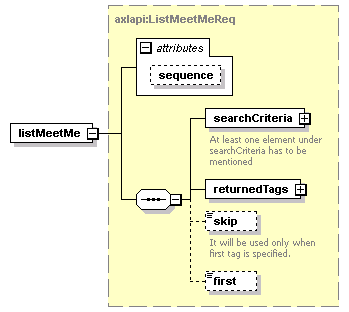 axlapi:ListMeetMeReq
attributes
sequence
listMeetMe
searchCriteria
At least one element under
searchCriteria has to be
mentioned
returnedTags
skip
It will be used only when
first tag is specified.
first